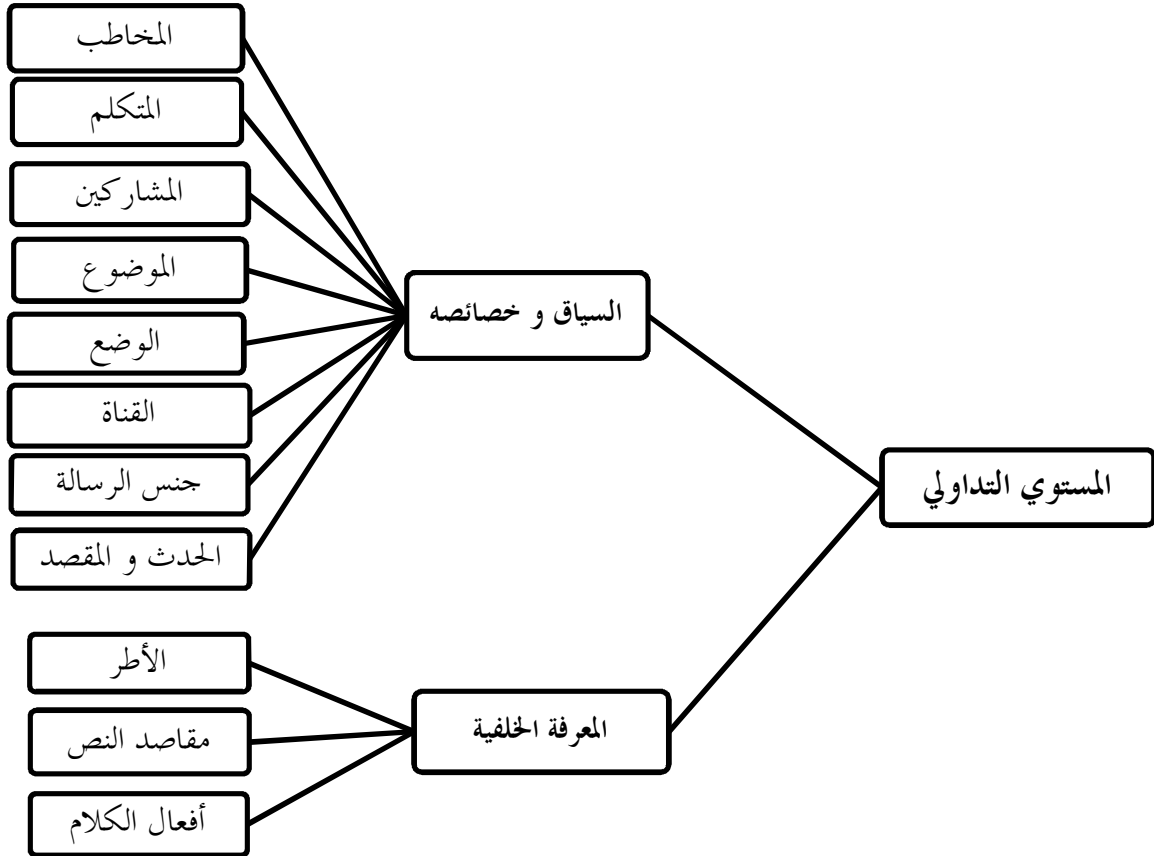 المستوي التداولي
السياق و خصائصه
المخاطب
المتكلم
المشاركين
الموضوع
الوضع
القناة
جنس الرسالة
الحدث و المقصد
المعرفة الخلفية
الأطر
مقاصد النص
أفعال الكلام